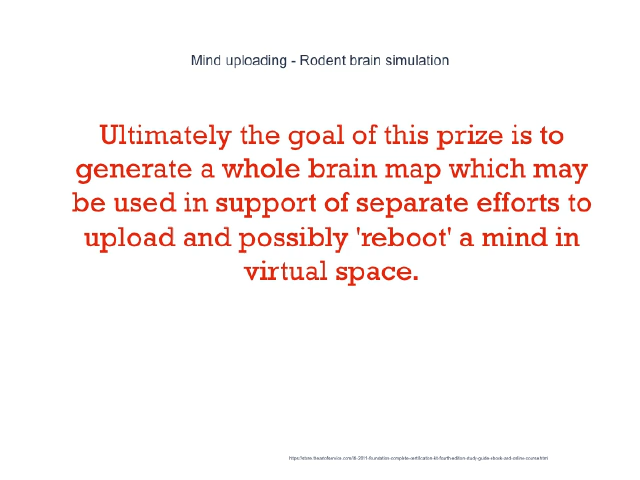 Mind uploading - Rodent brain simulation
Ultimately the goal of this prize is to
generate a whole brain map which may
be used in support of separate efforts to
upload and possibly 'reboot' a mind in
virtual space.